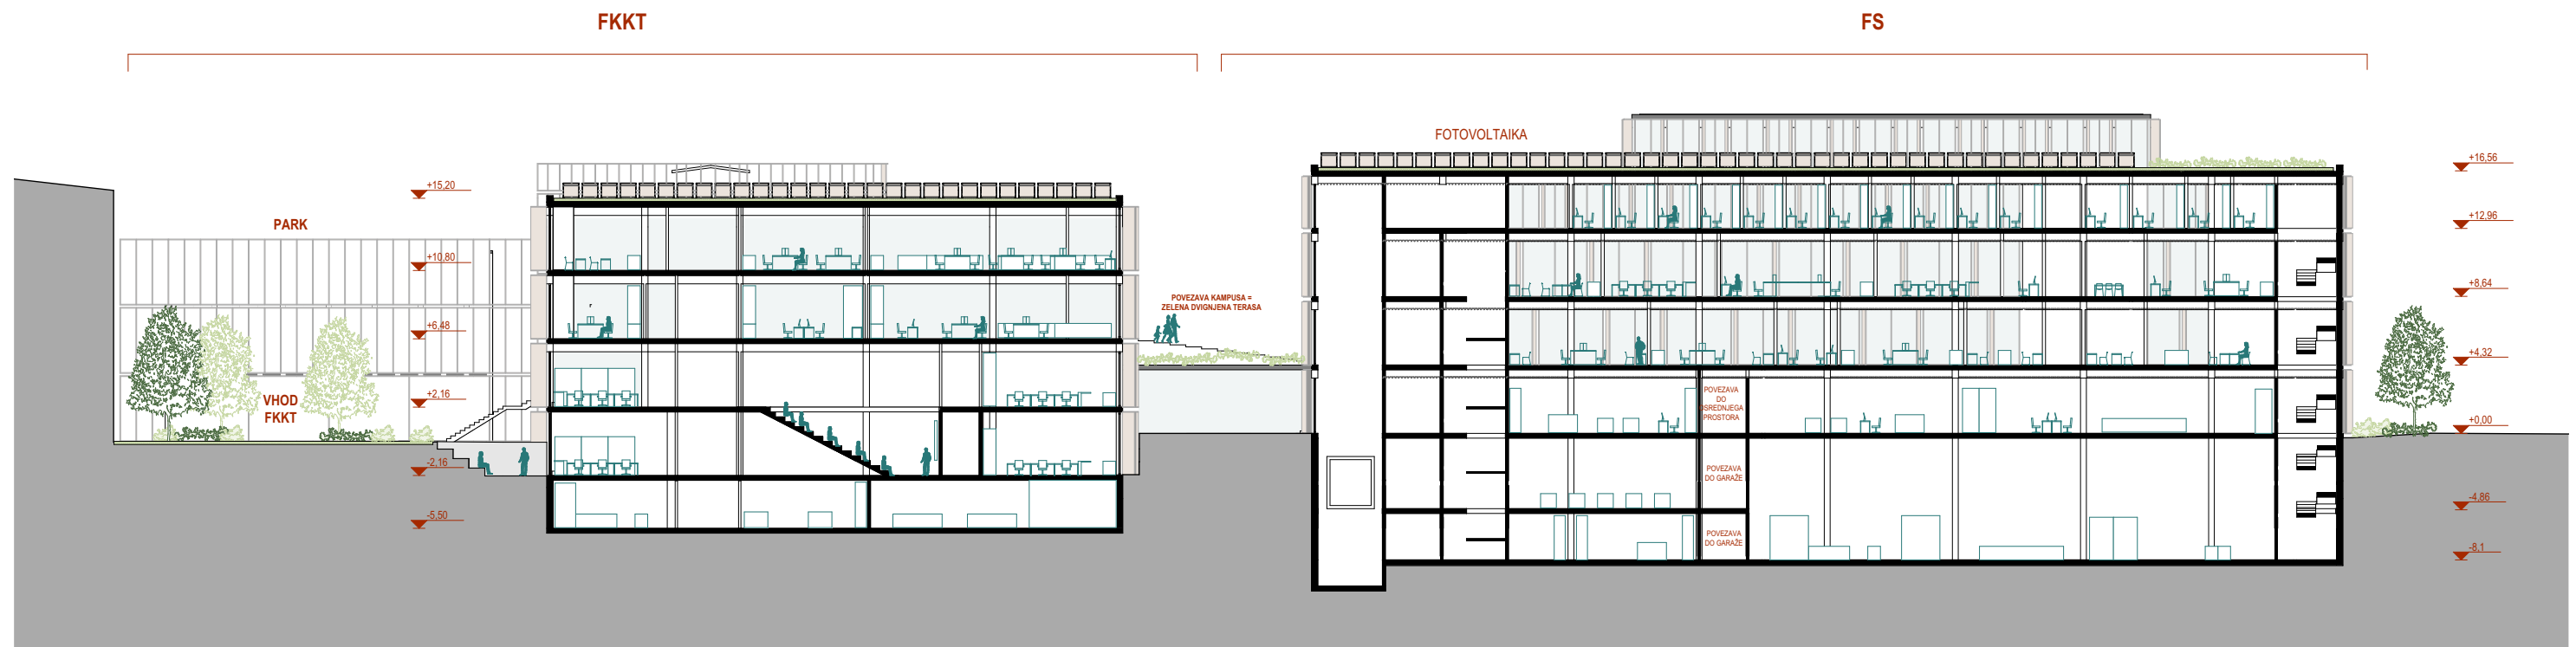 FKKT
FS
FOTOVOLTAIKA
+15,20
PARK
+10,80
+6,48
VHOD
FKKT
+2,16
-2,16
-5,50
POVEZAVA KAMPUSA =
ZELENA DVIGNJENA TERASA
POVEZAVA
DO
OSREDNJEGA
PROSTORA
POVEZAVA
DO GARAŽE
POVEZAVA
DO GARAŽE
+16,56
+12,96
+8,64
+4,32
+0,00
-4,86
-8,1